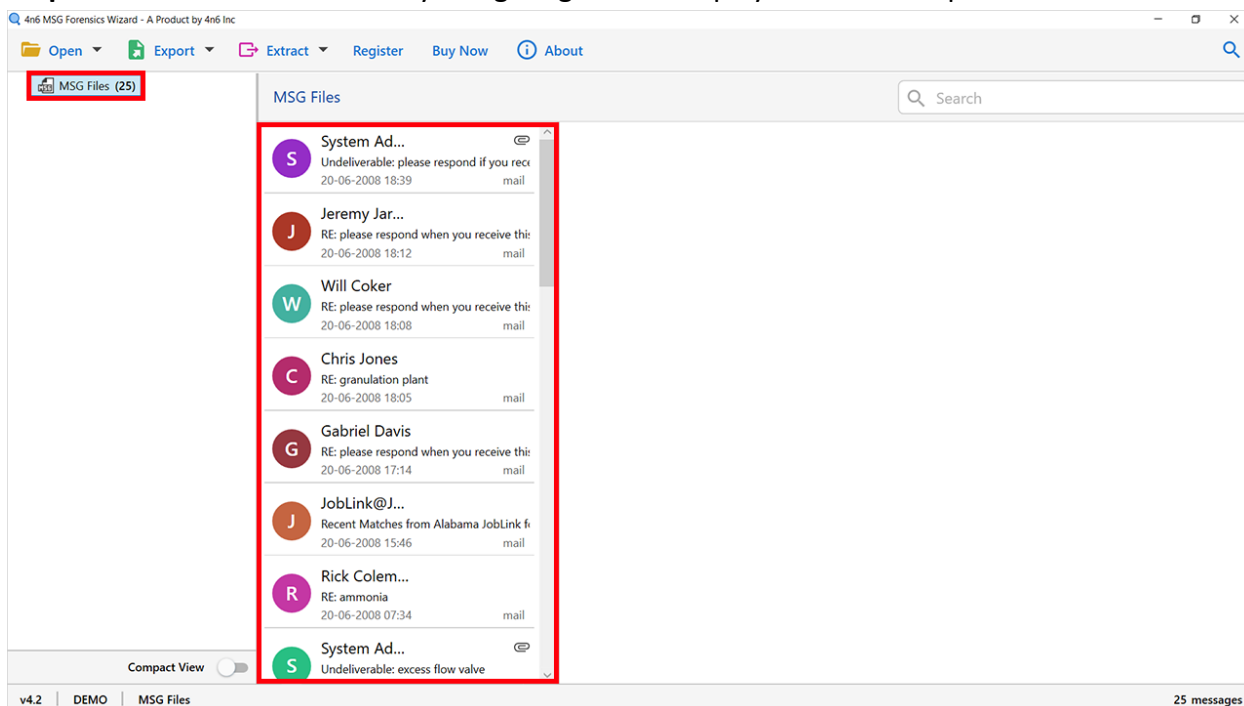 4n6 MSG Forensics Wizard - A Product by 4n6 Inc
Open Export Extract Register Buy Now About
MSG Files (25)
MSG Files
Search
S
System Ad...
Undeliverable: please respond if you rece
20-06-2008 18:39 mail
J
Jeremy Jar...
RE: please respond when you receive this
20-06-2008 18:12 mail
W
Will Coker
RE: please respond when you receive this
20-06-2008 18:08 mail
C
Chris Jones
RE: granulation plant
20-06-2008 18:05 mail
G
Gabriel Davis
RE: please respond when you receive this
20-06-2008 17:14 mail
J
JobLink@J...
Recent Matches from Alabama JobLink f
20-06-2008 15:46 mail
R
Rick Colem...
RE: ammonia
20-06-2008 07:34 mail
S
System Ad...
Undeliverable: excess flow valve
Compact View
v4.2 DEMO MSG Files 25 messages